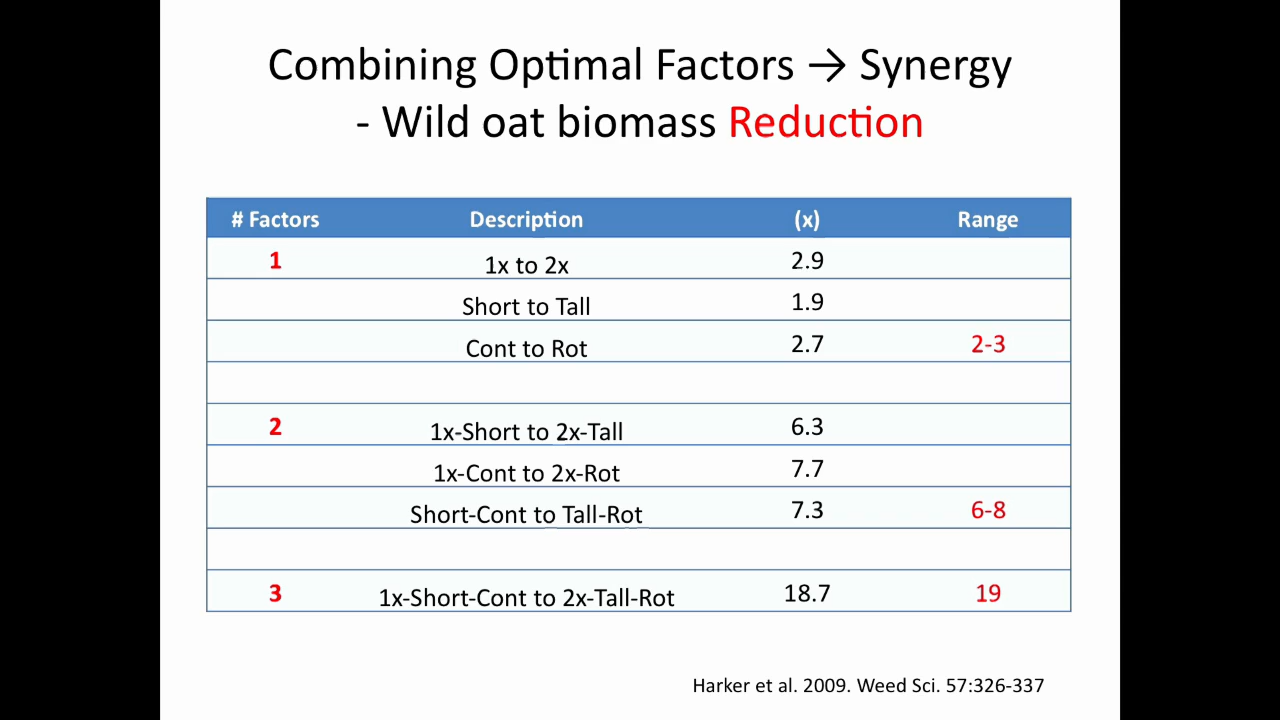 Combining Optimal Factors → Synergy
- Wild oat biomass Reduction
# Factors Description (x) Range
1 1x to 2x 2.9
Short to Tall 1.9
Cont to Rot 2.7 2-3
2 1x-Short to 2x-Tall 6.3
1x-Cont to 2x-Rot 7.7
Short-Cont to Tall-Rot 7.3 6-8
3 1x-Short-Cont to 2x-Tall-Rot 18.7 19
Harker et al. 2009. Weed Sci. 57:326-337